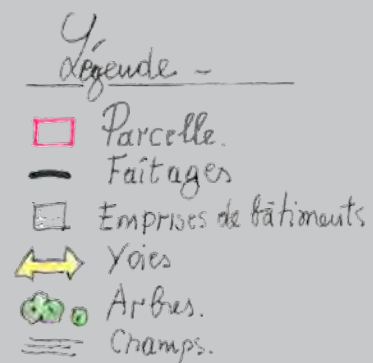 Légende -
Parcelle.
Faîtages
Emprises de bâtiments
Voies
Arbres.
Champs.